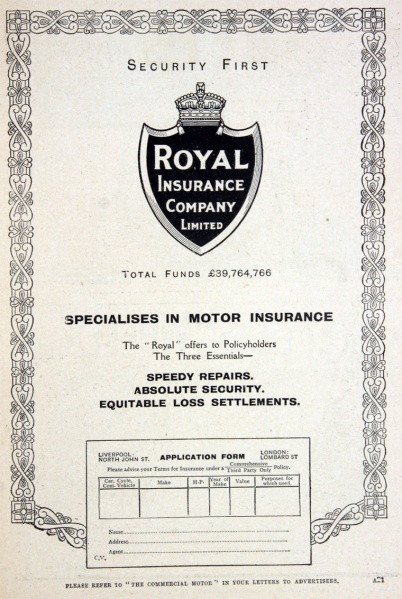 SECURITY FIRST
ROYAL
INSURANCE
COMPANY
LIMITED
TOTAL FUNDS £39,764,766
SPECIALISES IN MOTOR INSURANCE
The "Royal" offers to Policyholders
The Three Essentials—
SPEEDY REPAIRS.
ABSOLUTE SECURITY.
EQUITABLE LOSS SETTLEMENTS.
LIVERPOOL: NORTH JOHN ST. APPLICATION FORM LONDON: LOMBARD ST
Please advise your Terms for Insurance under a Comprehensive / Third Party Only Policy.
Car, Cycle, Com. Vehicle Make H.P. Year of Make Value Purposes for which used.
Name
Address
Agent
C.V.
PLEASE REFER TO "THE COMMERCIAL MOTOR" IN YOUR LETTERS TO ADVERTISERS.